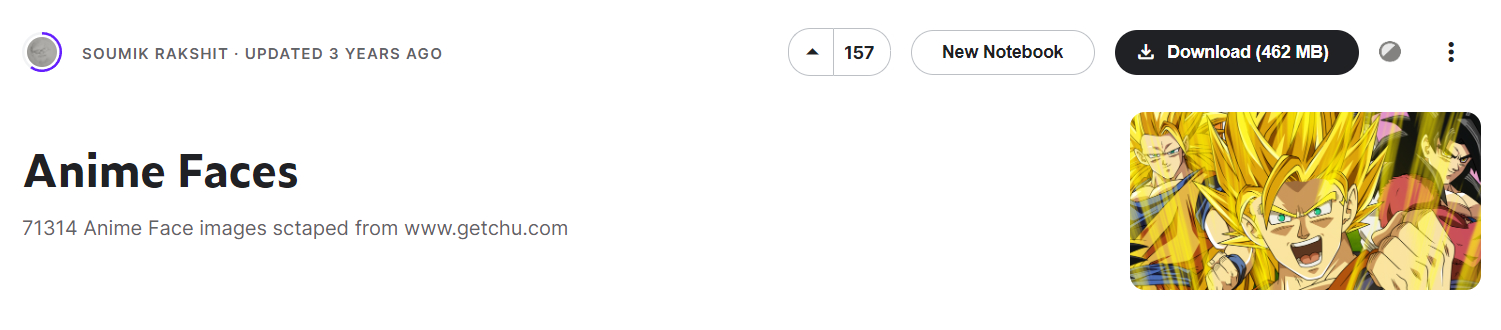 SOUMIK RAKSHIT · UPDATED 3 YEARS AGO
157
New Notebook
Download (462 MB)
Anime Faces
71314 Anime Face images sctaped from www.getchu.com